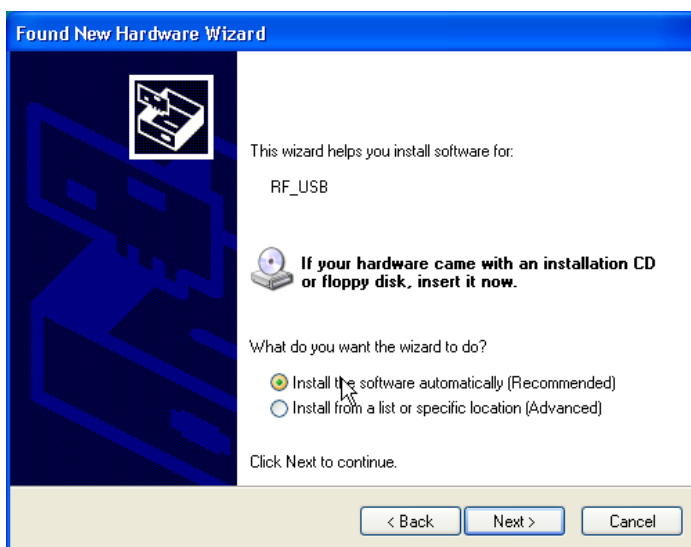 Found New Hardware Wizard
This wizard helps you install software for:
RF_USB
If your hardware came with an installation CD
or floppy disk, insert it now.
What do you want the wizard to do?
Install the software automatically (Recommended)
Install from a list or specific location (Advanced)
Click Next to continue.
< Back
Next >
Cancel